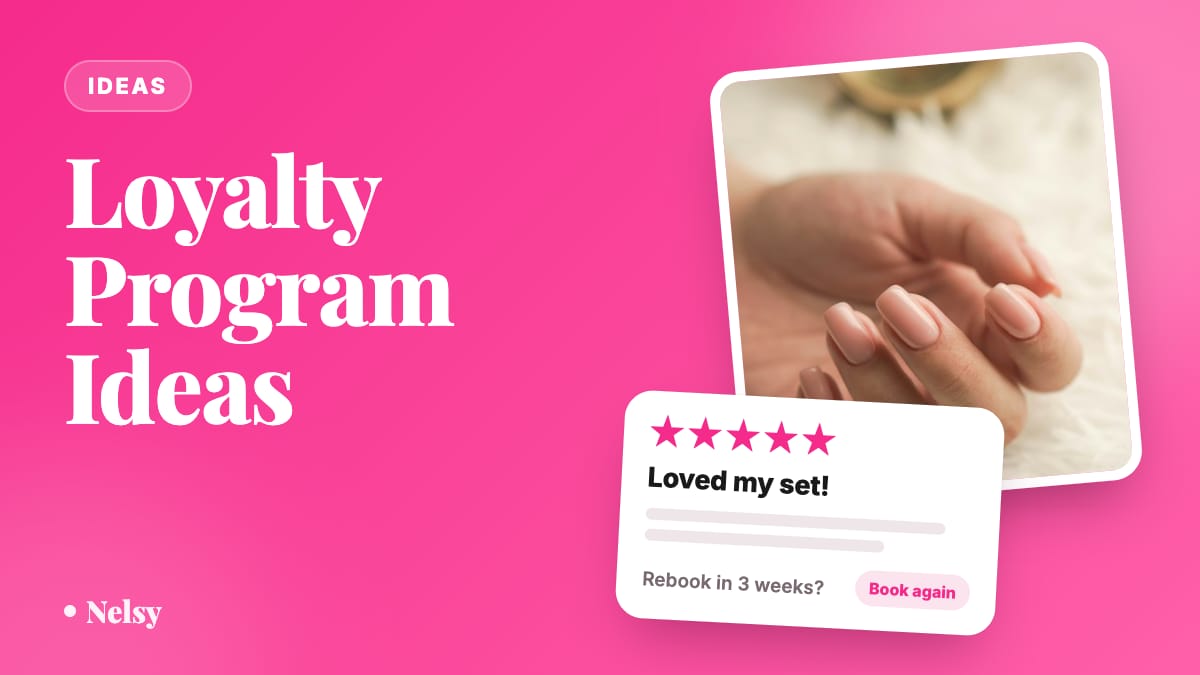 IDEAS
Loyalty
Program
Ideas
Loved my set!
Rebook in 3 weeks?
Book again
Nelsy